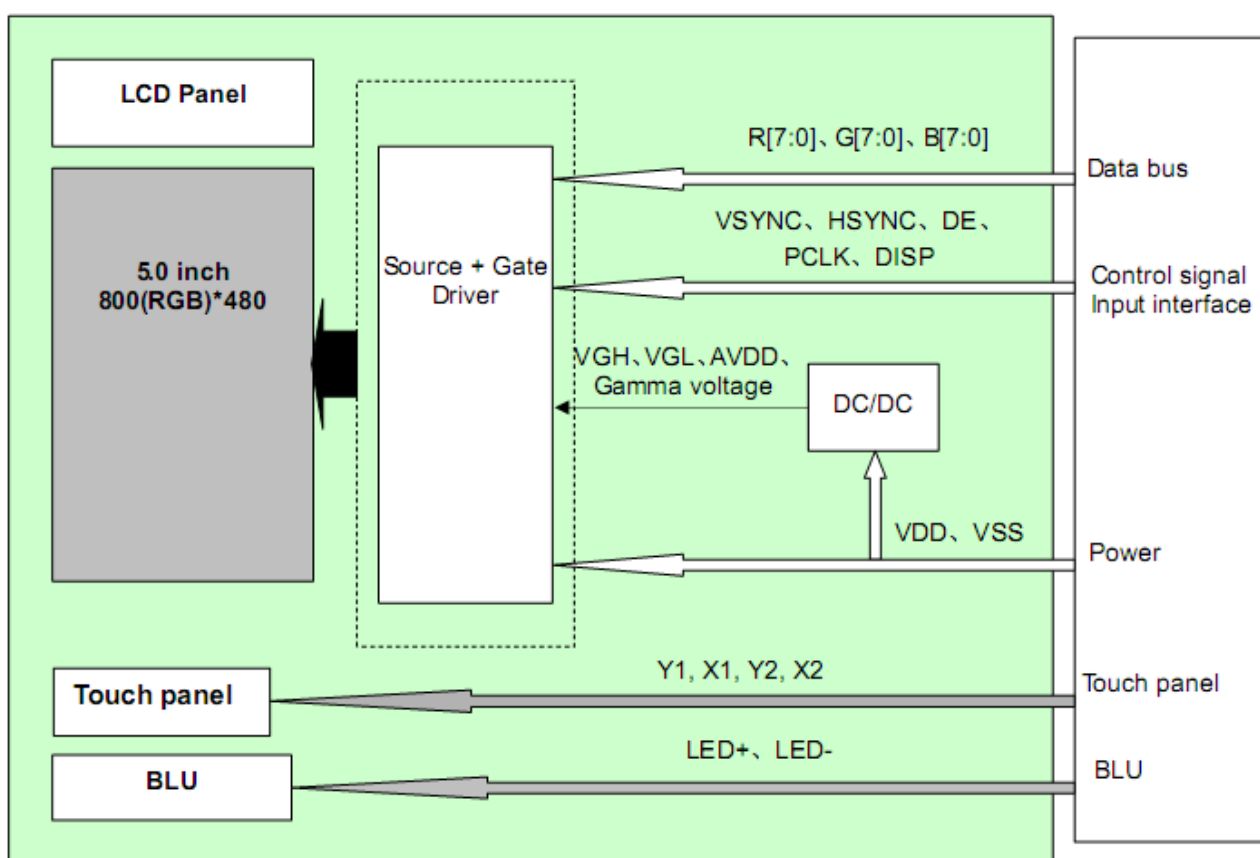 LCD Panel
5.0 inch
800(RGB)*480
Source + Gate
Driver
R[7:0]、G[7:0]、B[7:0]
Data bus
VSYNC、HSYNC、DE、
PCLK、DISP
Control signal
Input interface
VGH、VGL、AVDD、
Gamma voltage
DC/DC
VDD、VSS
Power
Touch panel
Y1, X1, Y2, X2
Touch panel
BLU
LED+、LED-
BLU